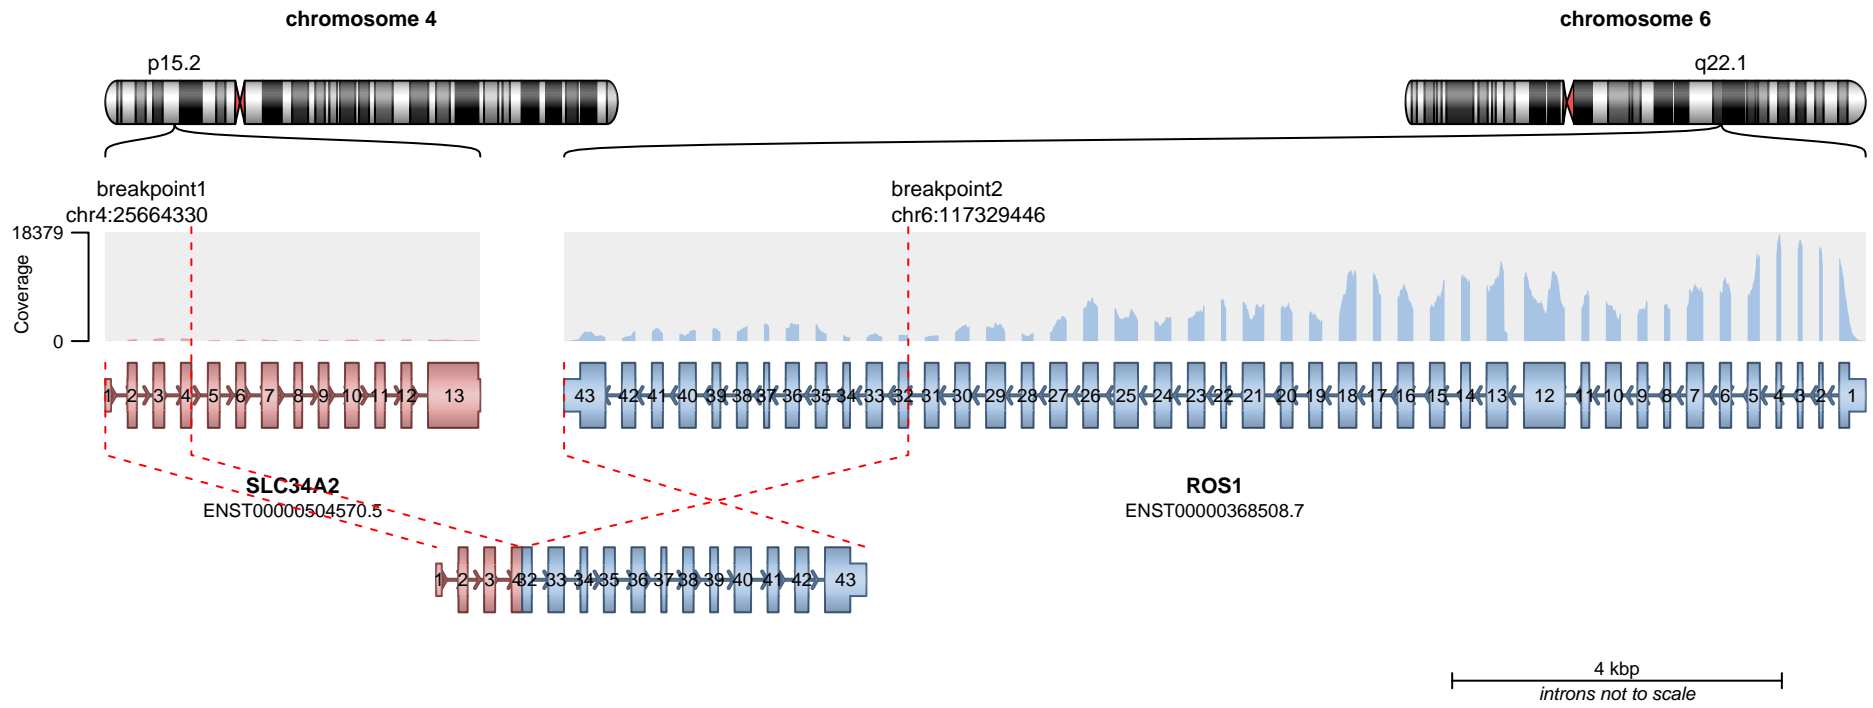 chromosome 4
chromosome 6
p15.2
q22.1
breakpoint1
chr4:25664330
breakpoint2
chr6:117329446
18379
Coverage
0
1 2 3 4 5 6 7 8 9 10 11 12 13
43 42 41 40 39 38 37 36 35 34 33 32 31 30 29 28 27 26 25 24 23 22 21 20 19 18 17 16 15 14 13 12 11 10 9 8 7 6 5 4 3 2 1
SLC34A2
ENST00000504570.5
ROS1
ENST00000368508.7
1 2 3 4 32 33 34 35 36 37 38 39 40 41 42 43
4 kbp
introns not to scale